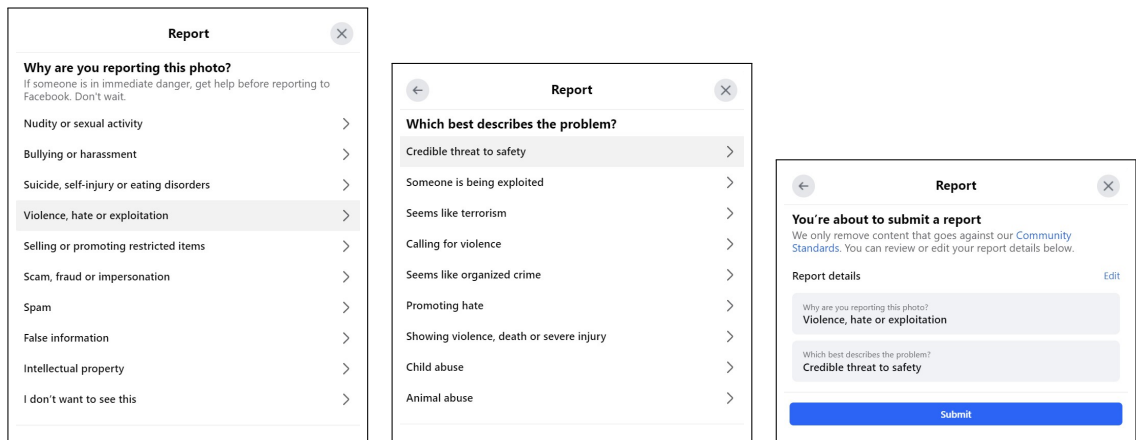 Report
Why are you reporting this photo?
If someone is in immediate danger, get help before reporting to
Facebook. Don't wait.
Nudity or sexual activity
Bullying or harassment
Suicide, self-injury or eating disorders
Violence, hate or exploitation
Selling or promoting restricted items
Scam, fraud or impersonation
Spam
False information
Intellectual property
I don't want to see this
Report
Which best describes the problem?
Credible threat to safety
Someone is being exploited
Seems like terrorism
Calling for violence
Seems like organized crime
Promoting hate
Showing violence, death or severe injury
Child abuse
Animal abuse
Report
You're about to submit a report
We only remove content that goes against our Community
Standards. You can review or edit your report details below.
Report details Edit
Why are you reporting this photo?
Violence, hate or exploitation
Which best describes the problem?
Credible threat to safety
Submit